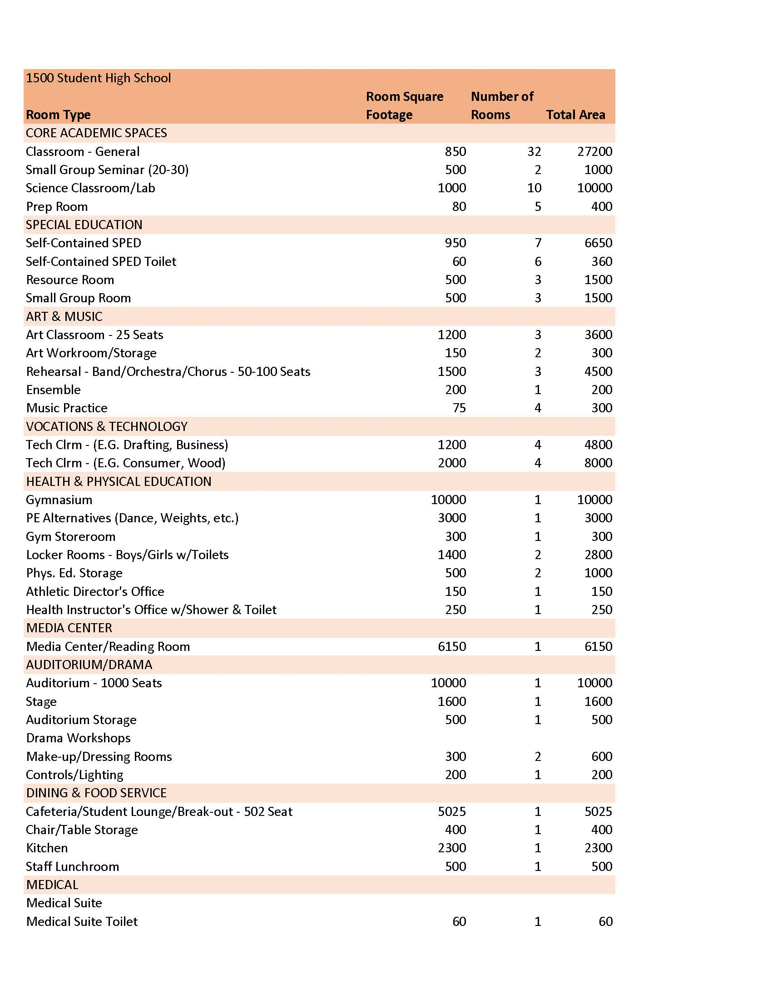 1500 Student High School
Room Square Number of
Room Type Footage Rooms Total Area
CORE ACADEMIC SPACES
Classroom - General 850 32 27200
Small Group Seminar (20-30) 500 2 1000
Science Classroom/Lab 1000 10 10000
Prep Room 80 5 400
SPECIAL EDUCATION
Self-Contained SPED 950 7 6650
Self-Contained SPED Toilet 60 6 360
Resource Room 500 3 1500
Small Group Room 500 3 1500
ART & MUSIC
Art Classroom - 25 Seats 1200 3 3600
Art Workroom/Storage 150 2 300
Rehearsal - Band/Orchestra/Chorus - 50-100 Seats 1500 3 4500
Ensemble 200 1 200
Music Practice 75 4 300
VOCATIONS & TECHNOLOGY
Tech Clrm - (E.G. Drafting, Business) 1200 4 4800
Tech Clrm - (E.G. Consumer, Wood) 2000 4 8000
HEALTH & PHYSICAL EDUCATION
Gymnasium 10000 1 10000
PE Alternatives (Dance, Weights, etc.) 3000 1 3000
Gym Storeroom 300 1 300
Locker Rooms - Boys/Girls w/Toilets 1400 2 2800
Phys. Ed. Storage 500 2 1000
Athletic Director's Office 150 1 150
Health Instructor's Office w/Shower & Toilet 250 1 250
MEDIA CENTER
Media Center/Reading Room 6150 1 6150
AUDITORIUM/DRAMA
Auditorium - 1000 Seats 10000 1 10000
Stage 1600 1 1600
Auditorium Storage 500 1 500
Drama Workshops
Make-up/Dressing Rooms 300 2 600
Controls/Lighting 200 1 200
DINING & FOOD SERVICE
Cafeteria/Student Lounge/Break-out - 502 Seat 5025 1 5025
Chair/Table Storage 400 1 400
Kitchen 2300 1 2300
Staff Lunchroom 500 1 500
MEDICAL
Medical Suite
Medical Suite Toilet 60 1 60